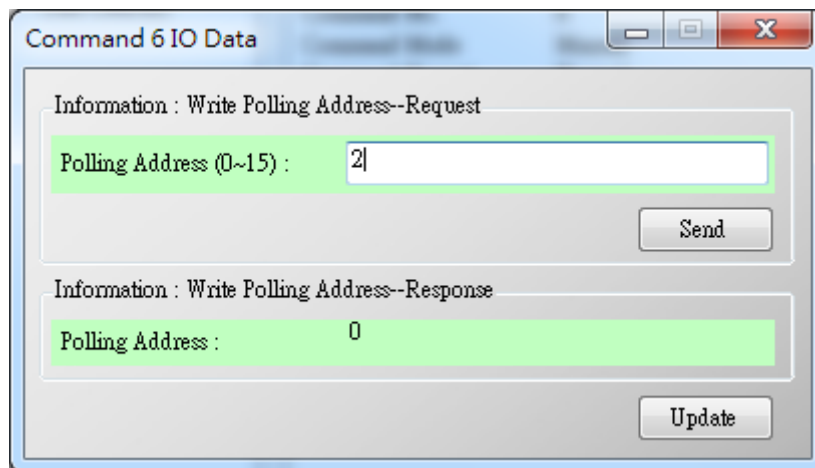 Command 6 IO Data
Information : Write Polling Address--Request
Polling Address (0~15) :
2
Send
Information : Write Polling Address--Response
Polling Address :
0
Update